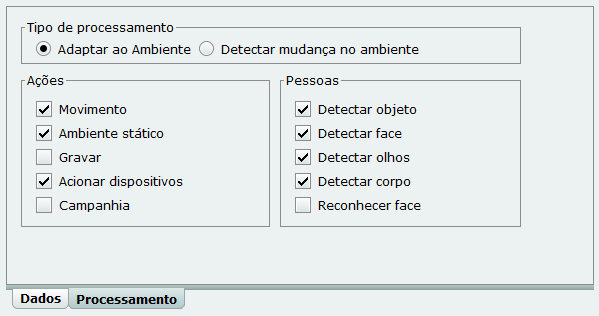 Tipo de processamento
Adaptar ao Ambiente Detectar mudança no ambiente
Ações
Movimento
Ambiente stático
Gravar
Acionar dispositivos
Campanhia
Pessoas
Detectar objeto
Detectar face
Detectar olhos
Detectar corpo
Reconhecer face
Dados Processamento